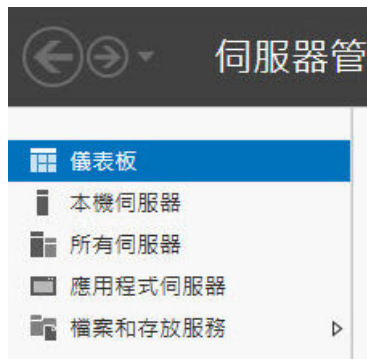 伺服器管
儀表板
本機伺服器
所有伺服器
應用程式伺服器
檔案和存放服務